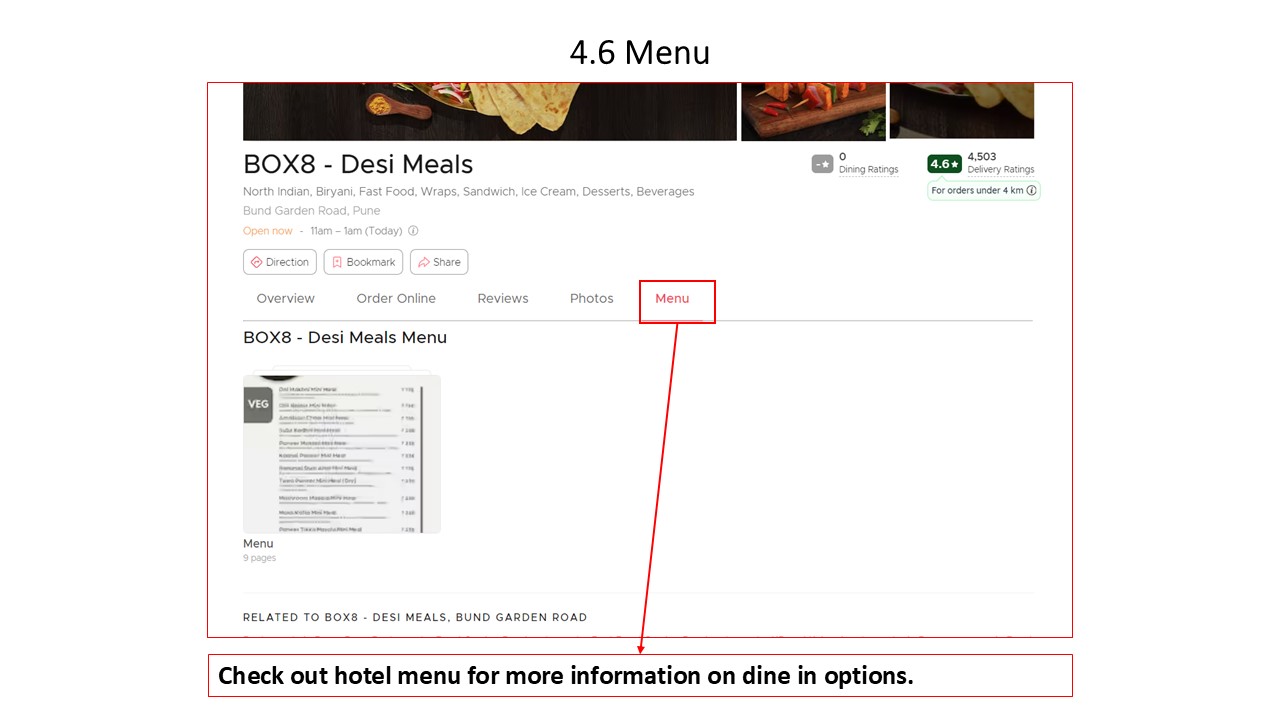 4.6 Menu
BOX8 - Desi Meals
-★ 0 Dining Ratings
4.6★ 4,503 Delivery Ratings
For orders under 4 km
North Indian, Biryani, Fast Food, Wraps, Sandwich, Ice Cream, Desserts, Beverages
Bund Garden Road, Pune
Open now - 11am – 1am (Today)
Direction Bookmark Share
Overview Order Online Reviews Photos Menu
BOX8 - Desi Meals Menu
VEG
Menu
9 pages
RELATED TO BOX8 - DESI MEALS, BUND GARDEN ROAD
Check out hotel menu for more information on dine in options.